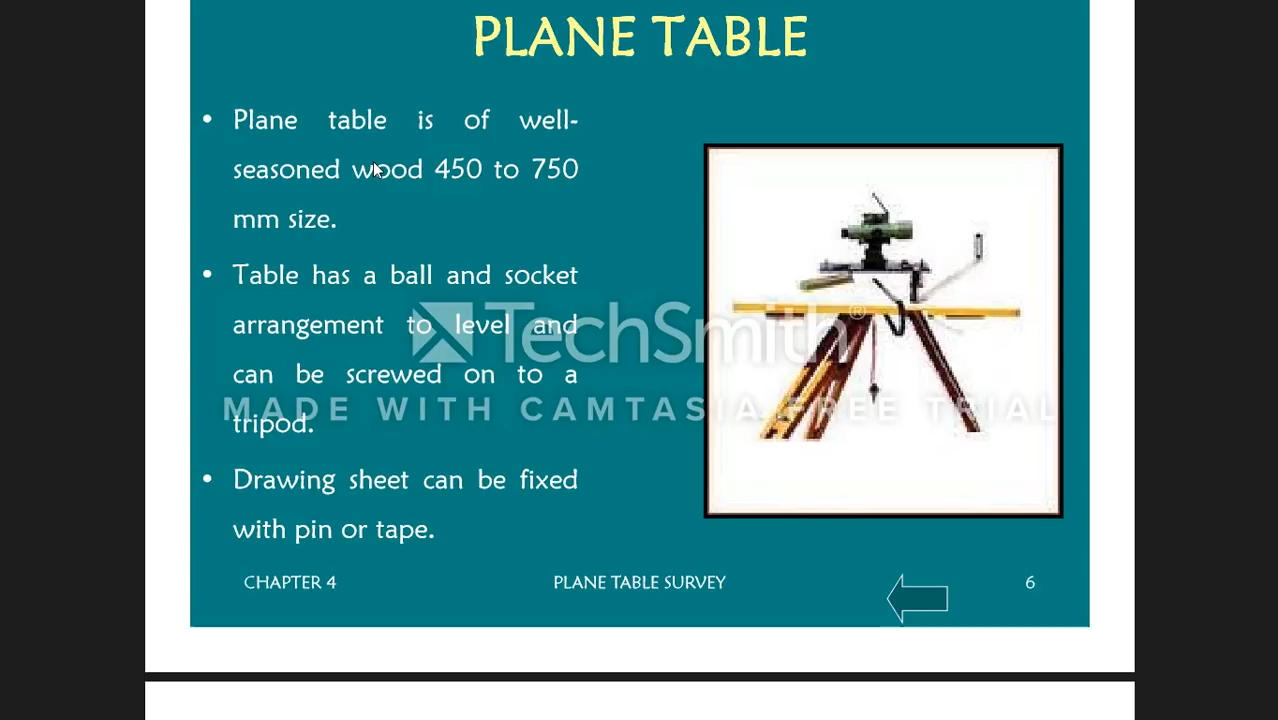 PLANE TABLE
• Plane table is of well-
seasoned wood 450 to 750
mm size.
• Table has a ball and socket
arrangement to level and
can be screwed on to a
tripod.
• Drawing sheet can be fixed
with pin or tape.
TechSmith®
MADE WITH CAMTASIA FREE TRIAL
CHAPTER 4
PLANE TABLE SURVEY
6